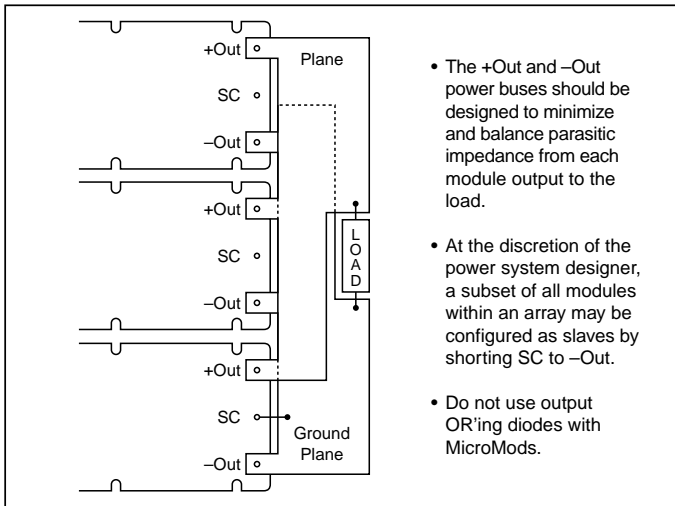 +Out
Plane
SC
–Out
+Out
SC
–Out
LOAD
+Out
SC
Ground
Plane
–Out
• The +Out and –Out
power buses should be
designed to minimize
and balance parasitic
impedance from each
module output to the
load.
• At the discretion of the
power system designer,
a subset of all modules
within an array may be
configured as slaves by
shorting SC to –Out.
• Do not use output
OR'ing diodes with
MicroMods.